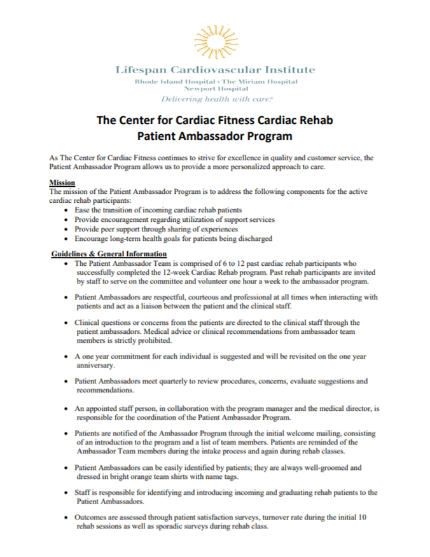 Lifespan Cardiovascular Institute
Rhode Island Hospital • The Miriam Hospital
Newport Hospital
Delivering health with care.®
The Center for Cardiac Fitness Cardiac Rehab
Patient Ambassador Program
As The Center for Cardiac Fitness continues to strive for excellence in quality and customer service, the
Patient Ambassador Program allows us to provide a more personalized approach to care.
Mission
The mission of the Patient Ambassador Program is to address the following components for the active
cardiac rehab participants:
• Ease the transition of incoming cardiac rehab patients
• Provide encouragement regarding utilization of support services
• Provide peer support through sharing of experiences
• Encourage long-term health goals for patients being discharged
Guidelines & General Information
• The Patient Ambassador Team is comprised of 6 to 12 past cardiac rehab participants who
successfully completed the 12-week Cardiac Rehab program. Past rehab participants are invited
by staff to serve on the committee and volunteer one hour a week to the ambassador program.
• Patient Ambassadors are respectful, courteous and professional at all times when interacting with
patients and act as a liaison between the patient and the clinical staff.
• Clinical questions or concerns from the patients are directed to the clinical staff through the
patient ambassadors. Medical advice or clinical recommendations from ambassador team
members is strictly prohibited.
• A one year commitment for each individual is suggested and will be revisited on the one year
anniversary.
• Patient Ambassadors meet quarterly to review procedures, concerns, evaluate suggestions and
recommendations.
• An appointed staff person, in collaboration with the program manager and the medical director, is
responsible for the coordination of the Patient Ambassador Program.
• Patients are notified of the Ambassador Program through the initial welcome mailing, consisting
of an introduction to the program and a list of team members. Patients are reminded of the
Ambassador Team members during the intake process and again during rehab classes.
• Patient Ambassadors can be easily identified by patients; they are always well-groomed and
dressed in bright orange team shirts with name tags.
• Staff is responsible for identifying and introducing incoming and graduating rehab patients to the
Patient Ambassadors.
• Outcomes are assessed through patient satisfaction surveys, turnover rate during the initial 10
rehab sessions as well as sporadic surveys during rehab class.